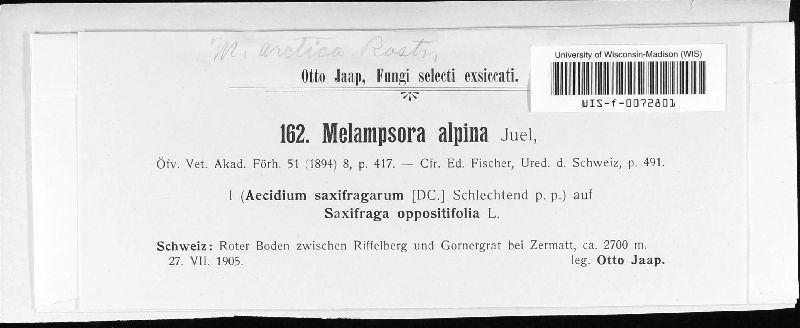 M. arctica Rostr.
University of Wisconsin-Madison (WIS)
WIS-f-0072801
Otto Jaap, Fungi selecti exsiccati.
162. Melampsora alpina Juel,
Öfv. Vet. Akad. Förh. 51 (1894) 8, p. 417. — Cfr. Ed. Fischer, Ured. d. Schweiz, p. 491.
I (Aecidium saxifragarum [DC.] Schlechtend p. p.) auf
Saxifraga oppositifolia L.
Schweiz: Roter Boden zwischen Riffelberg und Gornergrat bei Zermatt, ca. 2700 m.
27. VII. 1905. leg. Otto Jaap.